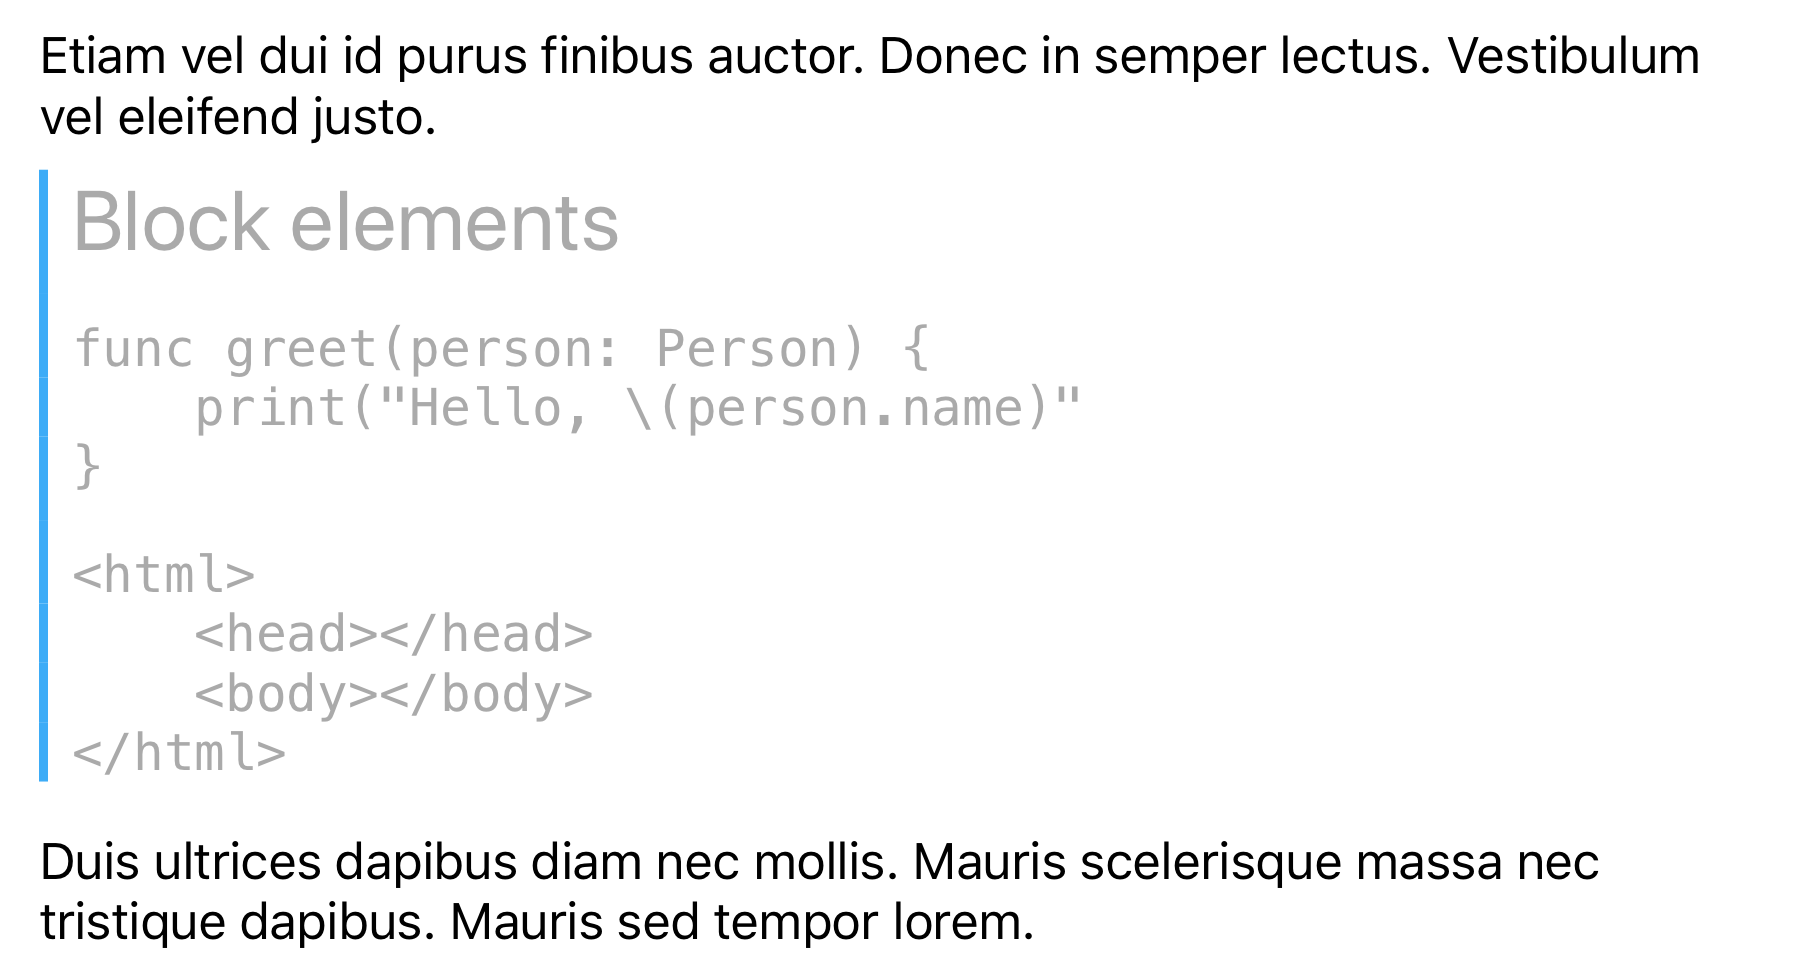 Etiam vel dui id purus finibus auctor. Donec in semper lectus. Vestibulum
vel eleifend justo.
Block elements
func greet(person: Person) {
    print("Hello, \(person.name)"
}
<html>
    <head></head>
    <body></body>
</html>
Duis ultrices dapibus diam nec mollis. Mauris scelerisque massa nec
tristique dapibus. Mauris sed tempor lorem.